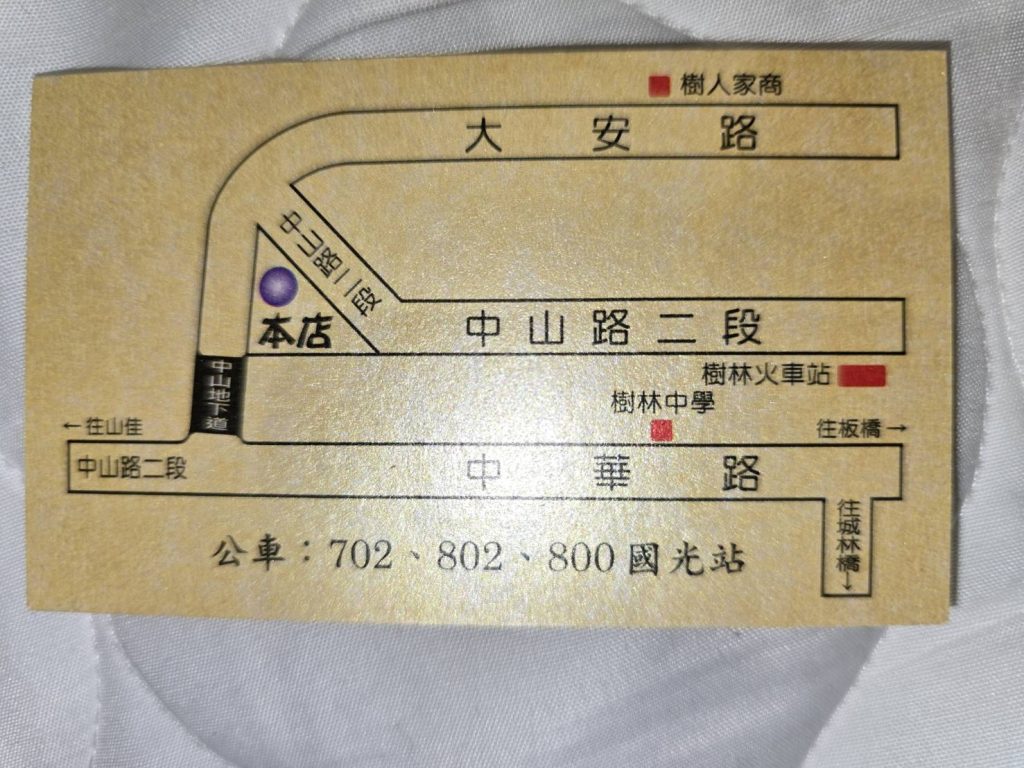 樹人家商
大安路
中山路二段
本店
中山路二段
樹林火車站
中山地下道
樹林中學
←往山佳
往板橋→
中山路二段
中華路
往城林橋→
公車：702、802、800國光站